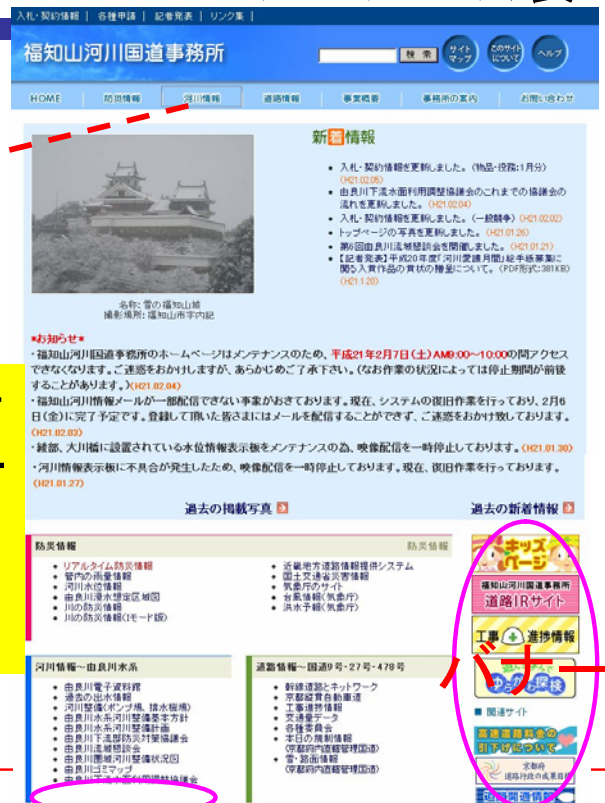 入札・契約情報 | 各種申請 | 記者発表 | リンク集 |
福知山河川国道事務所
検 索
サイトマップ
このサイトについて
ヘルプ
HOME
防災情報
河川情報
道路情報
事業概要
事務所の案内
お問い合わせ
新着情報
• 入札・契約情報を更新しました。(物品・役務:1月分)
(H21.02.05)
• 由良川下流水面利用調整協議会のこれまでの協議会の
流れを更新しました。(H21.02.04)
• 入札・契約情報を更新しました。(一般競争) (H21.02.02)
• トップページの写真を更新しました。(H21.01.26)
• 第6回由良川流域懇談会を開催しました。(H21.01.21)
• 【記者発表】平成20年度「河川愛護月間」絵手紙募集に
関る入賞作品の賞状の贈呈について。(PDF形式:381KB)
(H21.1.20)
名称: 雪の福知山城
撮影場所: 福知山市字内記
*お知らせ*
・福知山河川国道事務所のホームページはメンテナンスのため、平成21年2月7日(土)AM9:00~10:00の間アクセス
できなくなります。ご迷惑をおかけしますが、あらかじめご了承下さい。(なお作業の状況によっては停止期間が前後
することがあります。)(H21.02.04)
・福知山河川情報メールが一部配信できない事象がおきております。現在、システムの復旧作業を行っており、2月6
日(金)に完了予定です。登録して頂いた皆さまにはメールを配信することができず、ご迷惑をおかけ致しております。
(H21.02.03)
・綾部、大川橋に設置されている水位情報表示板をメンテナンスの為、映像配信を一時停止しております。(H21.01.30)
・河川情報表示板に不具合が発生したため、映像配信を一時停止しております。現在、復旧作業を行っております。
(H21.01.27)
過去の掲載写真
過去の新着情報
防災情報
防災情報
• リアルタイム防災情報
• 管内の雨量情報
• 河川水位情報
• 由良川浸水想定区域図
• 川の防災情報
• 川の防災情報(iモード版)
• 近畿地方道路情報提供システム
• 国土交通省災害情報
• 気象庁のサイト
• 台風情報(気象庁)
• 洪水予報(気象庁)
河川情報~由良川水系
• 由良川電子資料館
• 過去の出水情報
• 河川整備(ポンプ場、排水機場)
• 由良川水系河川整備基本方針
• 由良川水系河川整備計画
• 由良川下流部防災対策協議会
• 由良川流域懇談会
• 由良川圏域河川整備状況図
• 由良川ゴミマップ
• 由良川下流水面利用調整協議会
道路情報~国道9号・27号・478号
• 幹線道路とネットワーク
• 京都縦貫自動車道
• 工事進捗情報
• 交通量データ
• 各種委員会
• 本日の規制情報
(京都府内直轄管理国道)
• 雪・路面情報
(京都府内直轄管理国道)
キッズページ
福知山河川国道事務所
道路IRサイト
工事進捗情報
ゆらがわ探検
バナー
■ 関連サイト
高速道路料金の
引下げについて
京都府
道路行政の成果目標
道路開通情報